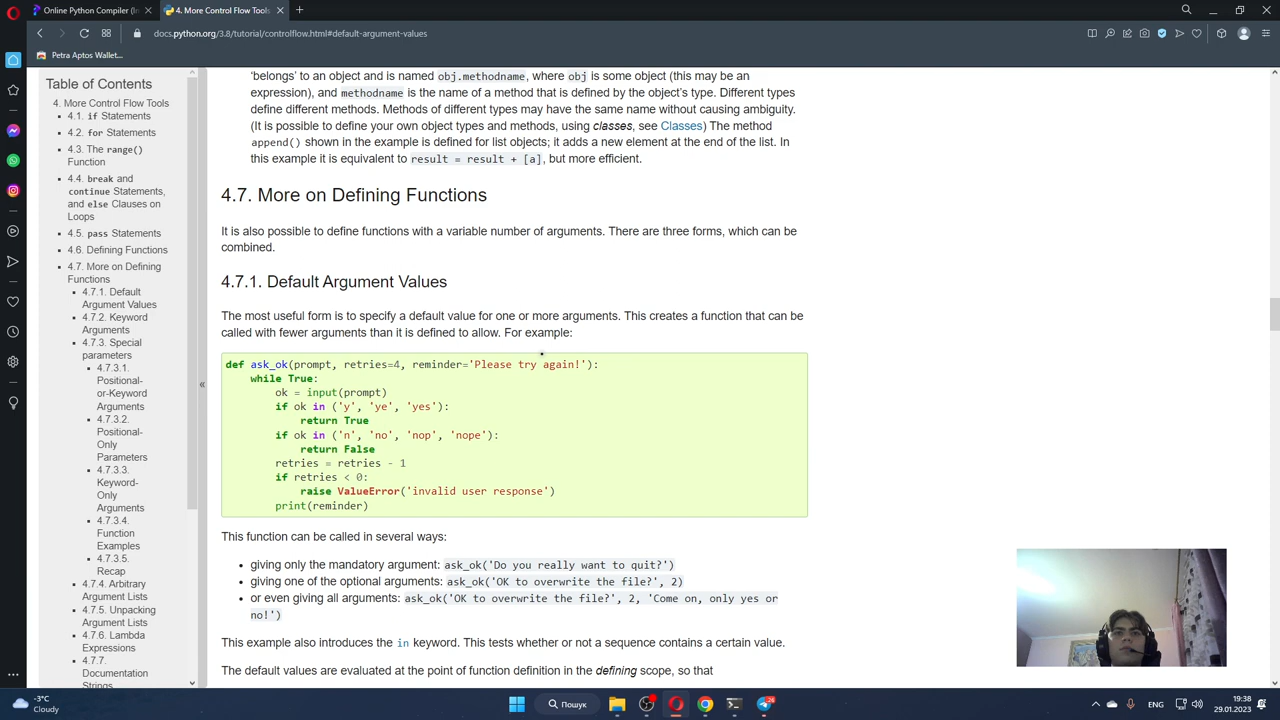 Online Python Compiler (In
4. More Control Flow Tools
docs.python.org/3.8/tutorial/controlflow.html#default-argument-values
Petra Aptos Wallet...
Table of Contents
4. More Control Flow Tools
4.1. if Statements
4.2. for Statements
4.3. The range()
Function
4.4. break and
continue Statements,
and else Clauses on
Loops
4.5. pass Statements
4.6. Defining Functions
4.7. More on Defining
Functions
4.7.1. Default
Argument Values
4.7.2. Keyword
Arguments
4.7.3. Special
parameters
4.7.3.1.
Positional-
or-Keyword
Arguments
4.7.3.2.
Positional-
Only
Parameters
4.7.3.3.
Keyword-
Only
Arguments
4.7.3.4.
Function
Examples
4.7.3.5.
Recap
4.7.4. Arbitrary
Argument Lists
4.7.5. Unpacking
Argument Lists
4.7.6. Lambda
Expressions
4.7.7.
Documentation
Strings
«
‘belongs’ to an object and is named obj.methodname, where obj is some object (this may be an
expression), and methodname is the name of a method that is defined by the object’s type. Different types
define different methods. Methods of different types may have the same name without causing ambiguity.
(It is possible to define your own object types and methods, using classes, see Classes) The method
append() shown in the example is defined for list objects; it adds a new element at the end of the list. In
this example it is equivalent to result = result + [a], but more efficient.
4.7. More on Defining Functions
It is also possible to define functions with a variable number of arguments. There are three forms, which can be
combined.
4.7.1. Default Argument Values
The most useful form is to specify a default value for one or more arguments. This creates a function that can be
called with fewer arguments than it is defined to allow. For example:
def ask_ok(prompt, retries=4, reminder='Please try again!'):
while True:
ok = input(prompt)
if ok in ('y', 'ye', 'yes'):
return True
if ok in ('n', 'no', 'nop', 'nope'):
return False
retries = retries - 1
if retries < 0:
raise ValueError('invalid user response')
print(reminder)
This function can be called in several ways:
giving only the mandatory argument: ask_ok('Do you really want to quit?')
giving one of the optional arguments: ask_ok('OK to overwrite the file?', 2)
or even giving all arguments: ask_ok('OK to overwrite the file?', 2, 'Come on, only yes or
no!')
This example also introduces the in keyword. This tests whether or not a sequence contains a certain value.
The default values are evaluated at the point of function definition in the defining scope, so that
-3°C
Cloudy
Пошук
24
ENG
19:38
29.01.2023